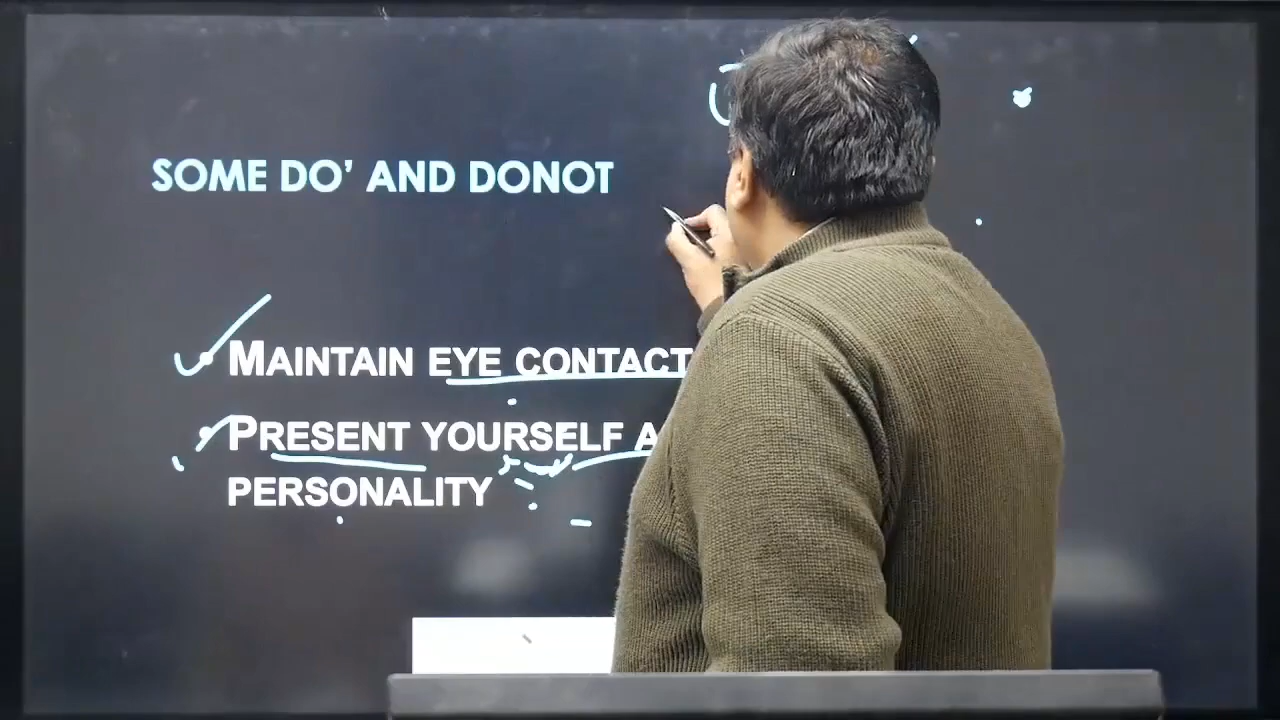 SOME DO' AND DONOT
MAINTAIN EYE CONTACT
PRESENT YOURSELF
PERSONALITY